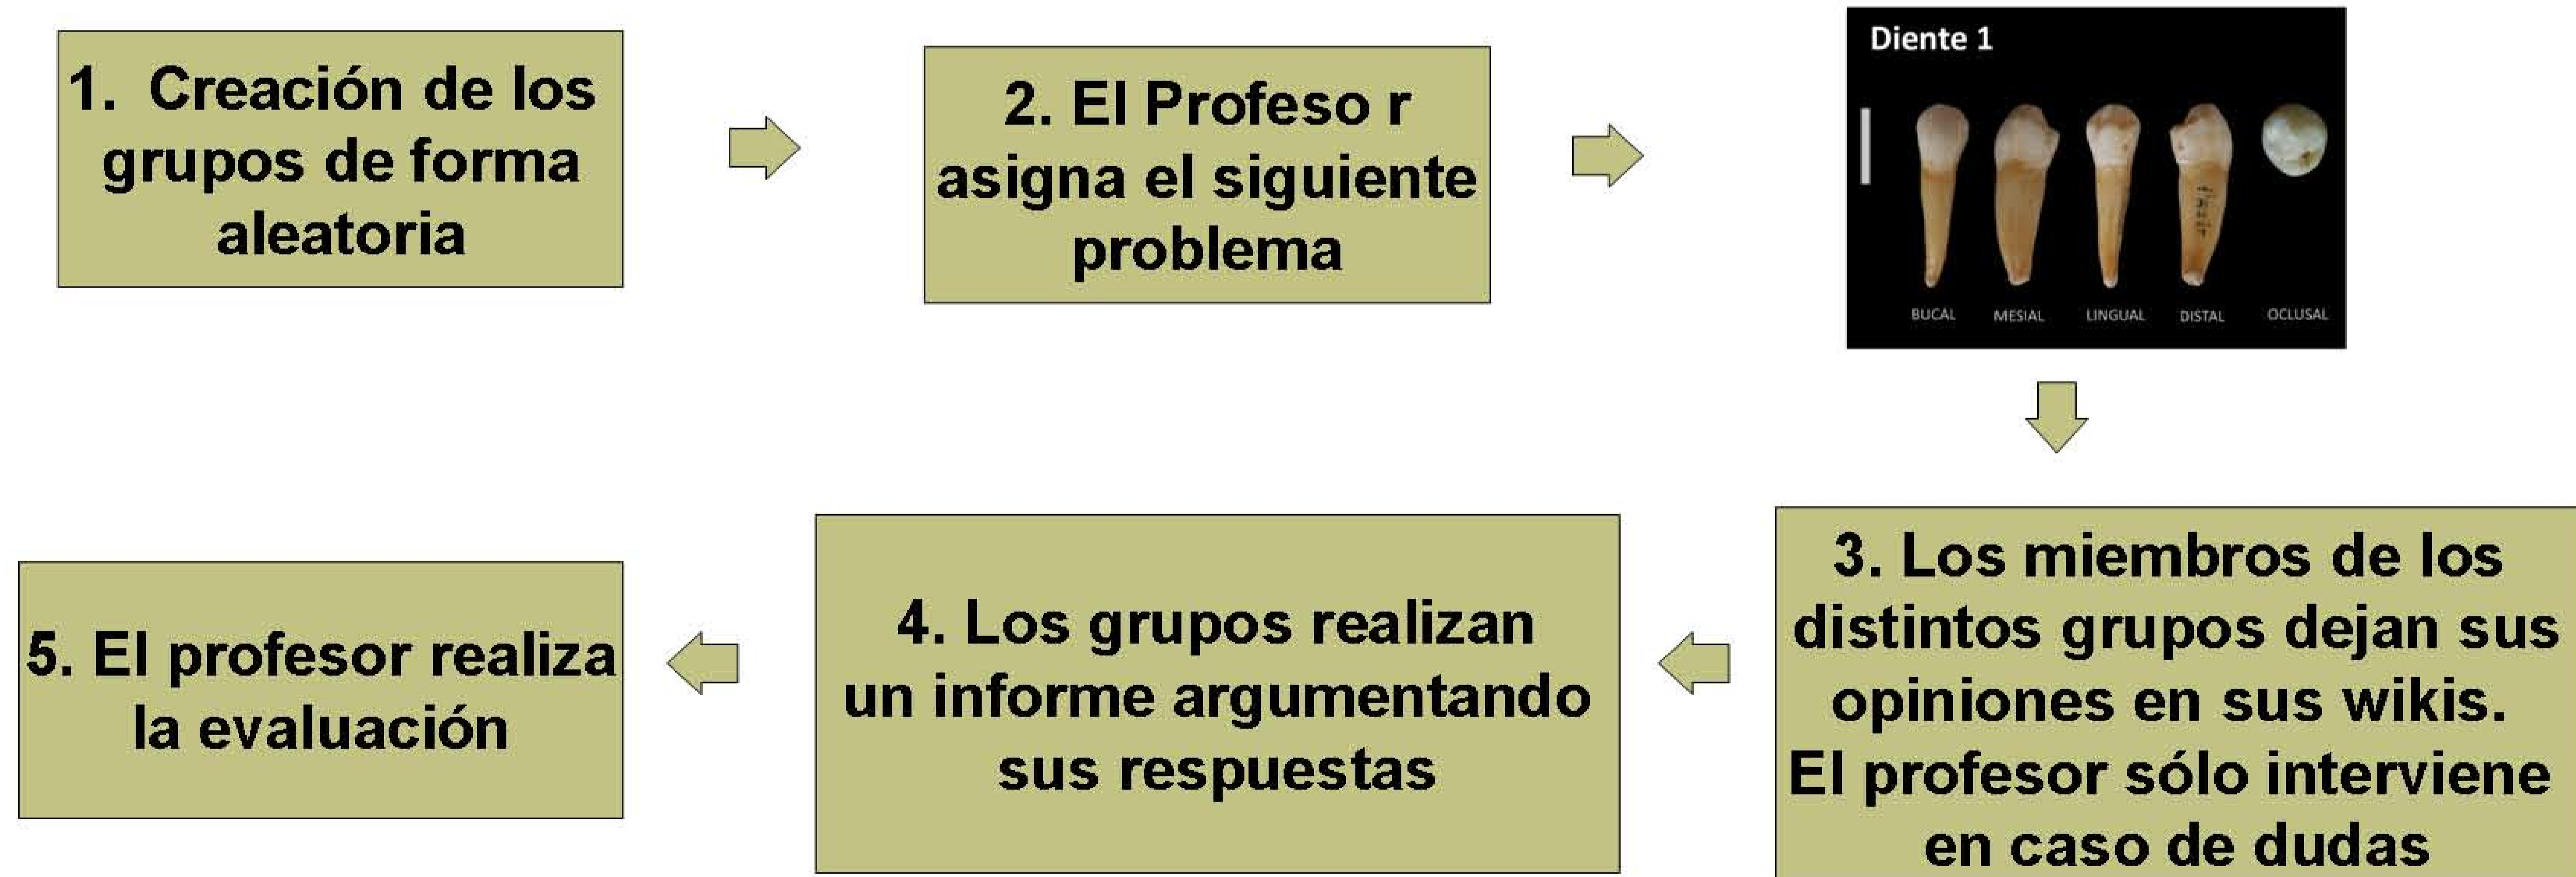 1. Creación de los
grupos de forma
aleatoria
2. El Profeso r
asigna el siguiente
problema
Diente 1
BUCAL MESIAL LINGUAL DISTAL OCLUSAL
3. Los miembros de los
distintos grupos dejan sus
opiniones en sus wikis.
El profesor sólo interviene
en caso de dudas
4. Los grupos realizan
un informe argumentando
sus respuestas
5. El profesor realiza
la evaluación